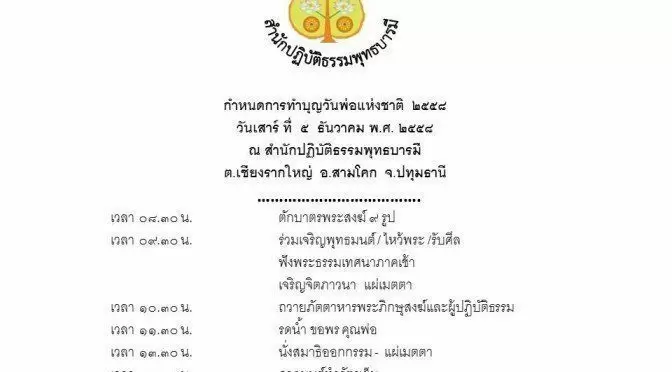 สำนักปฏิบัติธรรมพุทธบารมี
กำหนดการทำบุญวันพ่อแห่งชาติ ๒๕๕๘
วันเสาร์ ที่ ๕ ธันวาคม พ.ศ. ๒๕๕๘
ณ สำนักปฏิบัติธรรมพุทธบารมี
ต.เชียงรากใหญ่ อ.สามโคก จ.ปทุมธานี
.......................................
เวลา ๐๘.๓๐ น. ตักบาตรพระสงฆ์ ๙ รูป
เวลา ๐๙.๓๐ น. ร่วมเจริญพุทธมนต์ / ไหว้พระ /รับศีล
ฟังพระธรรมเทศนาภาคเช้า
เจริญจิตภาวนา แผ่เมตตา
เวลา ๑๐.๓๐ น. ถวายภัตตาหารพระภิกษุสงฆ์และผู้ปฏิบัติธรรม
เวลา ๑๑.๓๐ น. รดน้ำ ขอพร คุณพ่อ
เวลา ๑๓.๓๐ น. นั่งสมาธิออกกรรม - แผ่เมตตา